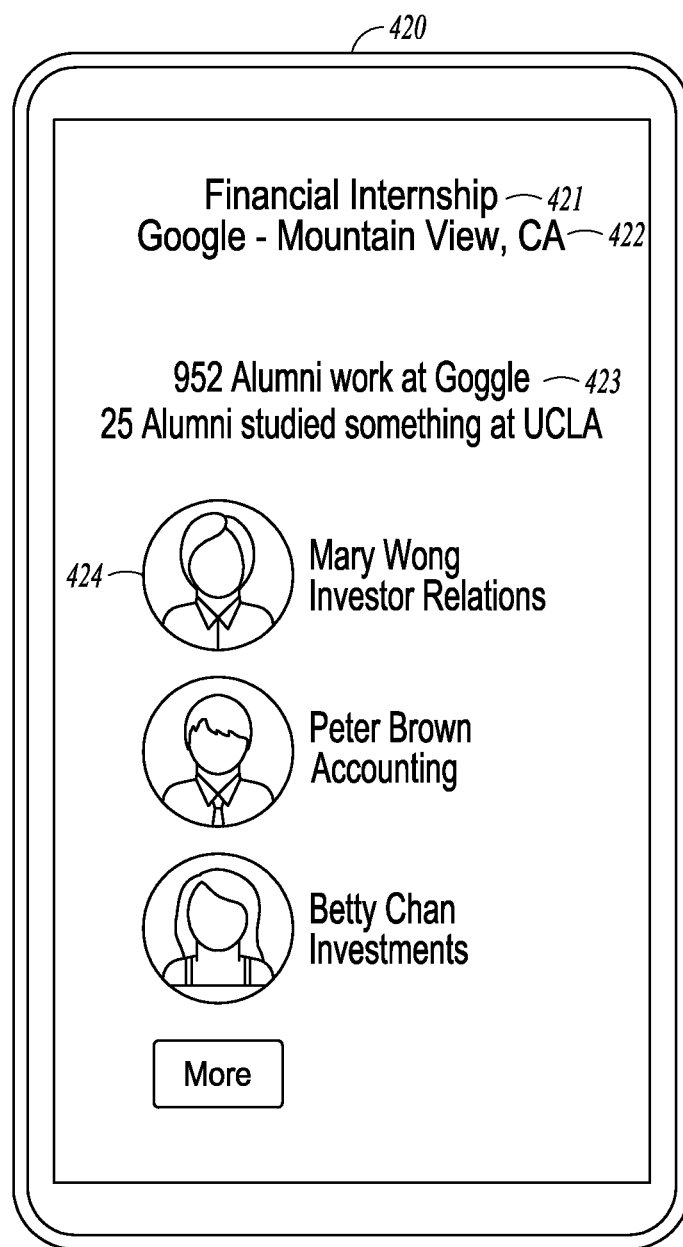 420
Financial Internship 421
Google - Mountain View, CA 422
952 Alumni work at Goggle 423
25 Alumni studied something at UCLA
424
Mary Wong
Investor Relations
Peter Brown
Accounting
Betty Chan
Investments
More